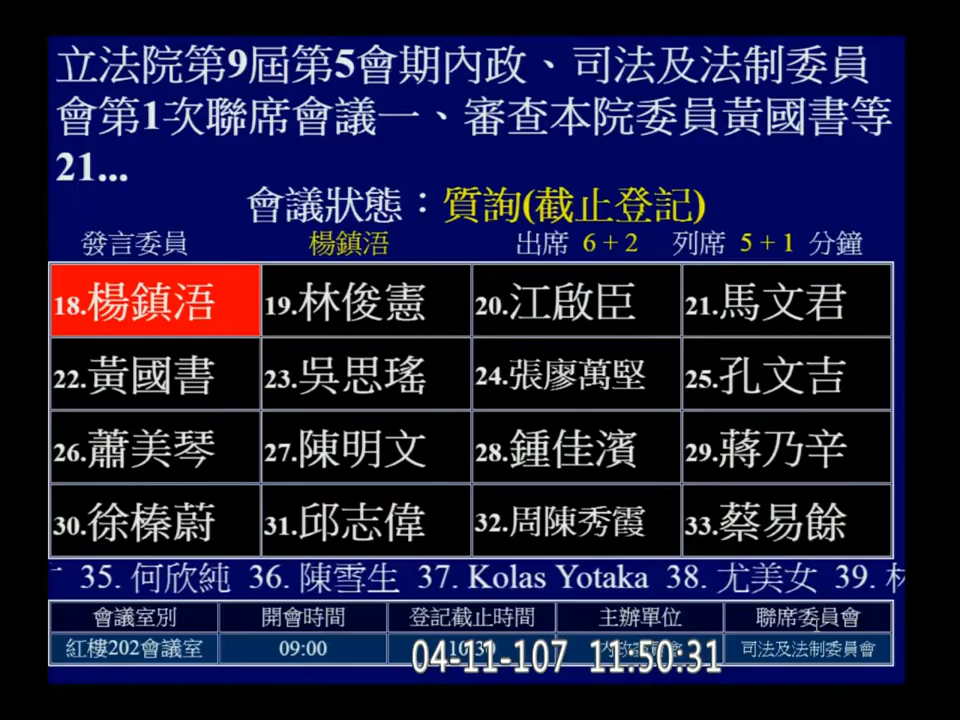 立法院第9屆第5會期內政、司法及法制委員
會第1次聯席會議一、審查本院委員黃國書等
21...
會議狀態：質詢(截止登記)
發言委員 楊鎮浯 出席 6+2 列席 5+1 分鐘
18.楊鎮浯 19.林俊憲 20.江啟臣 21.馬文君
22.黃國書 23.吳思瑤 24.張廖萬堅 25.孔文吉
26.蕭美琴 27.陳明文 28.鍾佳濱 29.蔣乃辛
30.徐榛蔚 31.邱志偉 32.周陳秀霞 33.蔡易餘
35. 何欣純 36. 陳雪生 37. Kolas Yotaka 38. 尤美女 39.
會議室別 開會時間 登記截止時間 主辦單位 聯席委員會
紅樓202會議室 09:00 司法及法制委員會
04-11-107 11:50:31